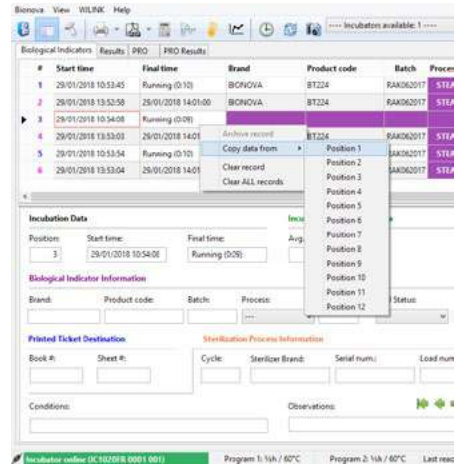 Bionova View WILINK Help
---- Incubators available: 1 ----
Biological Indicators Results PRO PRO Results
# Start time Final time Brand Product code Batch Proces
1 29/01/2018 10:53:45 Running (0:10) BIONOVA BT224 RAK062017 STEA
2 29/01/2018 13:52:58 29/01/2018 14:01:00 BIONOVA BT224 RAK062017 STEA
3 29/01/2018 10:54:08 Running (0:09)
4 29/01/2018 13:53:03 29/01/2018 14:01 BT224 RAK062017 STEA
5 29/01/2018 10:53:54 Running (0:10) RAK062017 STEA
6 29/01/2018 13:53:04 29/01/2018 14:01 RAK062017 STEA
Archive record
Copy data from
Clear record
Clear ALL records
Position 1
Position 2
Position 3
Position 4
Position 5
Position 6
Position 7
Position 8
Position 9
Position 10
Position 11
Position 12
Incubation Data
Position: Start time: Final time: Avg.
3 29/01/2018 10:54:08 Running (0:09)
Biological Indicator Information
Brand: Product code: Batch: Process: Status:
---
Printed Ticket Destination Sterilization Process Information
Book #: Sheet #: Cycle: Sterilizer Brand: Serial num.: Load num
Conditions: Observations:
Incubator online (IC1020FR 0001 001) Program 1: ½h / 60°C Program 2: ½h / 60°C Last reac